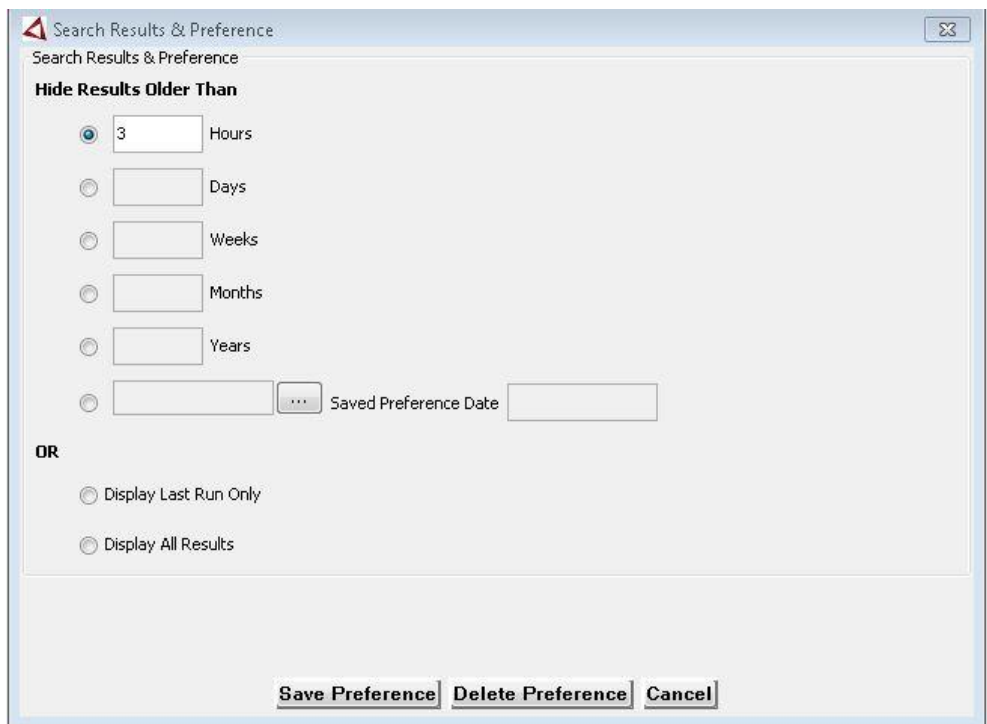 Search Results & Preference
Search Results & Preference
Hide Results Older Than
3 Hours
Days
Weeks
Months
Years
... Saved Preference Date
OR
Display Last Run Only
Display All Results
Save Preference Delete Preference Cancel